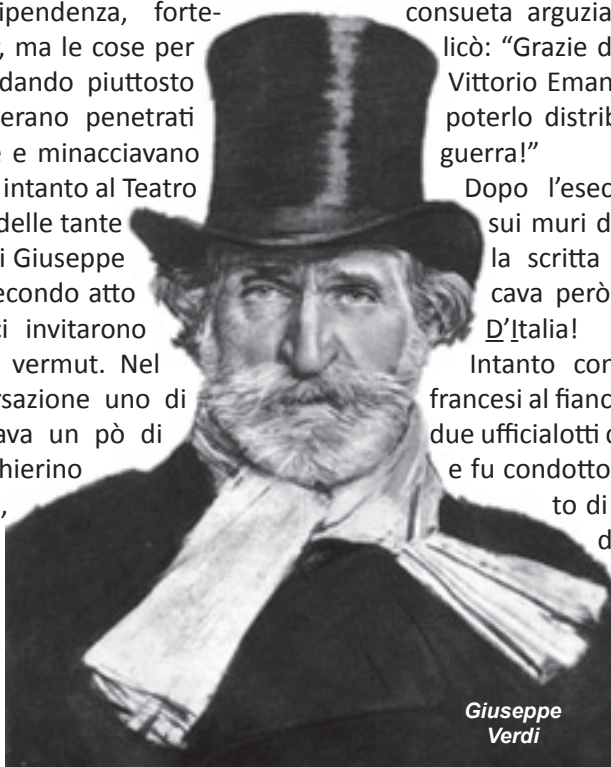 ipendenza, forte-
, ma le cose per
dando piuttosto
erano penetrati
e e minacciavano
intanto al Teatro
delle tante
i Giuseppe
econdo atto
ci invitarono
vermut. Nel
rsazione uno di
ava un pò di
hierino
,
consueta arguzia
licò: “Grazie d
Vittorio Eman
poterlo distrib
guerra!”
Dopo l’esec
sui muri d
la scritta
cava però
D’Italia!
Intanto con
francesi al fianc
due ufficialotti
e fu condotto
to di
d
Giuseppe
Verdi